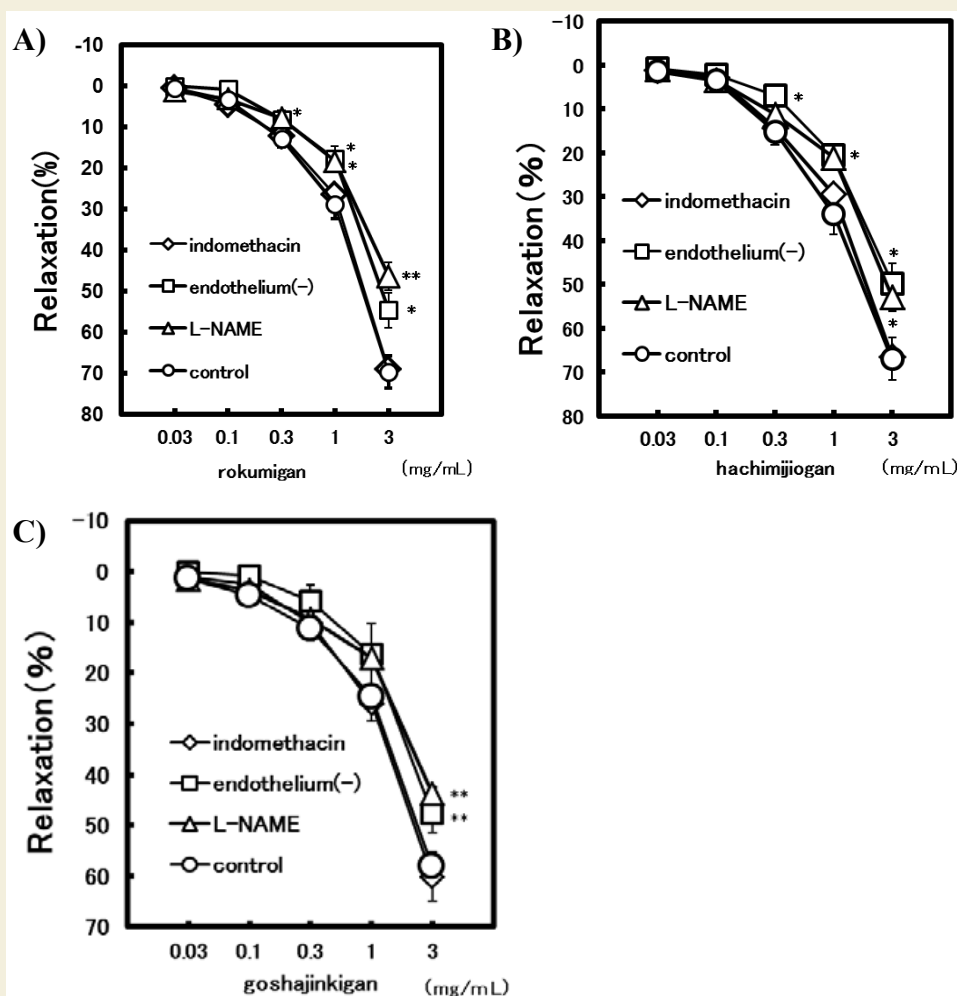 A)
Relaxation(%)
-10
0
10
20
30
40
50
60
70
80
*
*
*
**
*
indomethacin
endothelium(-)
L-NAME
control
0.03 0.1 0.3 1 3
rokumigan (mg/mL)
B)
Relaxation(%)
-10
0
10
20
30
40
50
60
70
80
*
*
*
*
indomethacin
endothelium(-)
L-NAME
control
0.03 0.1 0.3 1 3
hachimijiogan (mg/mL)
C)
Relaxation(%)
-10
0
10
20
30
40
50
60
70
**
**
indomethacin
endothelium(-)
L-NAME
control
0.03 0.1 0.3 1 3
goshajinkigan (mg/mL)